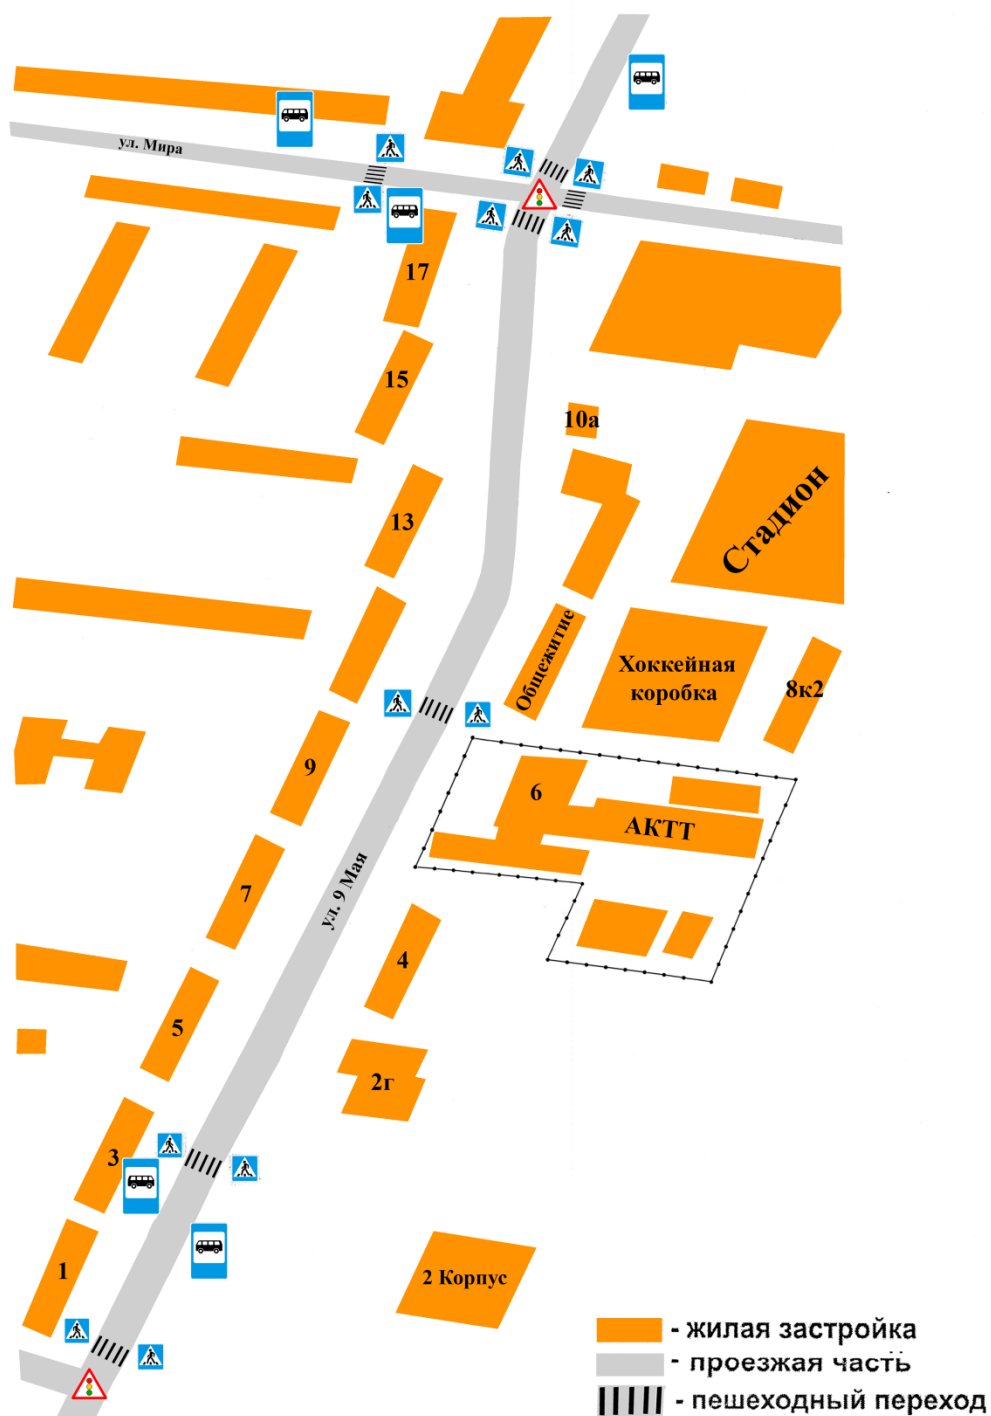 ул. Мира
17
15
10а
13
Стадион
Общежитие
Хоккейная
коробка
8к2
9
6
АКТТ
7
ул. 9 Мая
4
5
2г
3
1
2 Корпус
- жилая застройка
- проезжая часть
- пешеходный переход